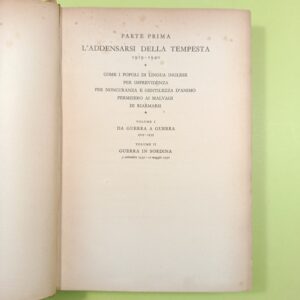 PARTE PRIMA
L'ADDENSARSI DELLA TEMPESTA
1919-1940
COME I POPOLI DI LINGUA INGLESE
PER IMPREVIDENZA
PER NONCURANZA E GENTILEZZA D'ANIMO
PERMISERO AI MALVAGI
DI RIARMARSI
VOLUME I
DA GUERRA A GUERRA
1919-1939
VOLUME II
GUERRA IN SORDINA
3 settembre 1939 - 10 maggio 1940